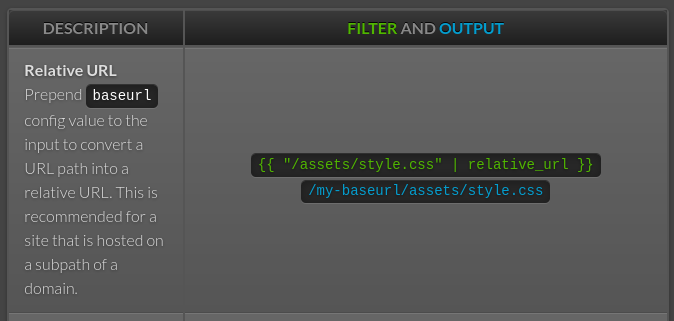 DESCRIPTION
FILTER AND OUTPUT
Relative URL
Prepend baseurl
config value to the
input to convert a
URL path into a
relative URL. This is
recommended for a
site that is hosted on
a subpath of a
domain.
{{ "/assets/style.css" | relative_url }}
/my-baseurl/assets/style.css